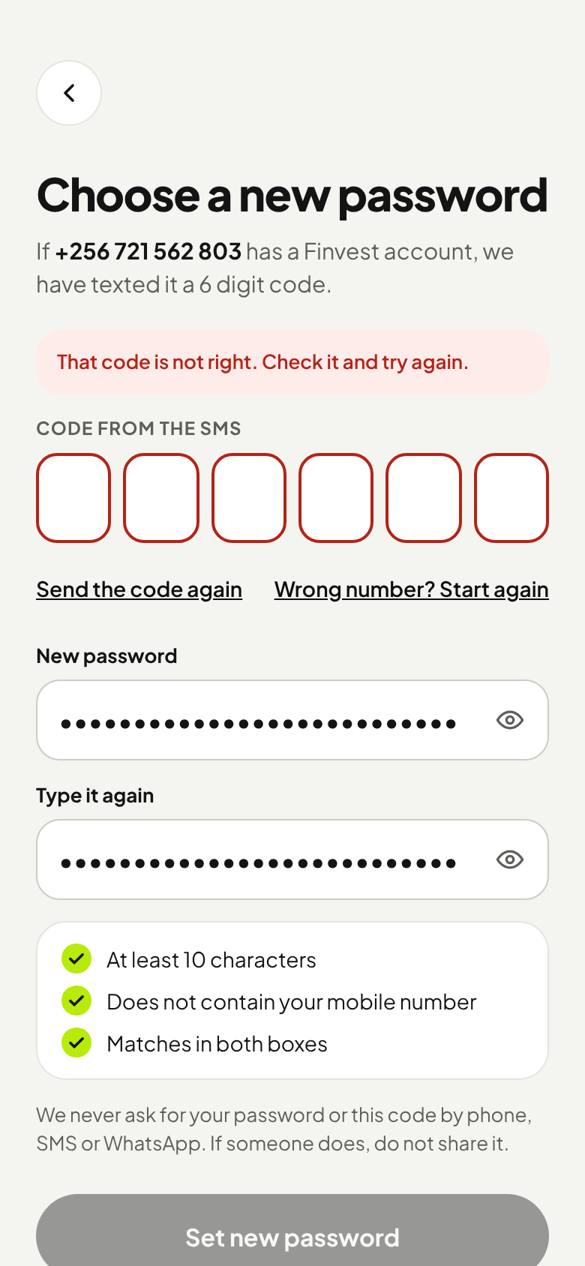 Choose a new password
If +256 721 562 803 has a Finvest account, we
have texted it a 6 digit code.
That code is not right. Check it and try again.
CODE FROM THE SMS
Send the code again
Wrong number? Start again
New password
Type it again
At least 10 characters
Does not contain your mobile number
Matches in both boxes
We never ask for your password or this code by phone,
SMS or WhatsApp. If someone does, do not share it.
Set new password